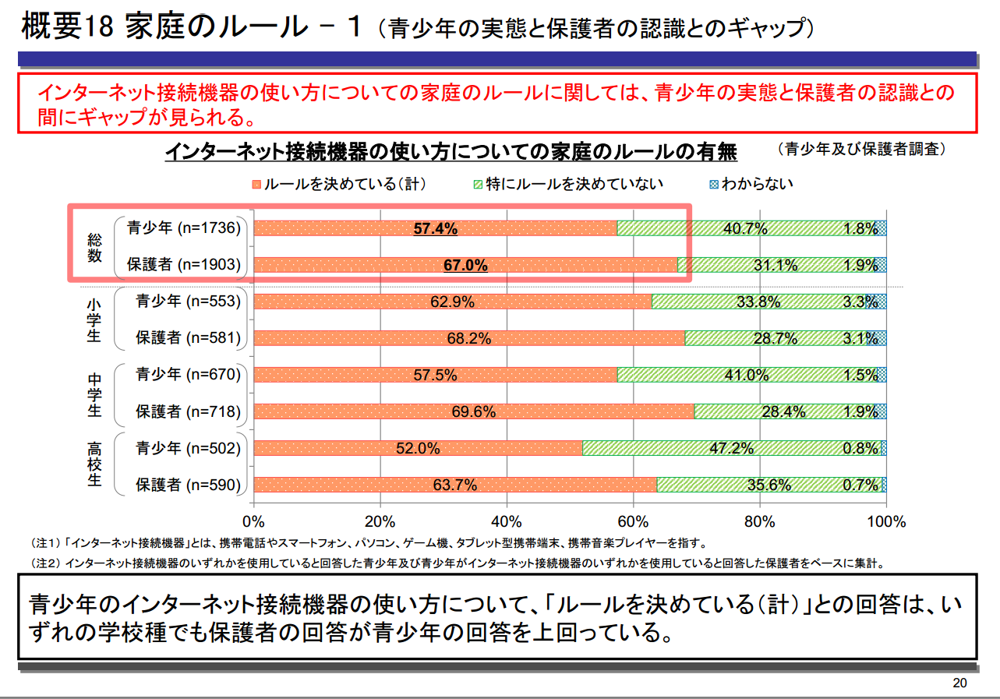 概要18 家庭のルール － １（青少年の実態と保護者の認識とのギャップ）
インターネット接続機器の使い方についての家庭のルールに関しては、青少年の実態と保護者の認識との
間にギャップが見られる。
インターネット接続機器の使い方についての家庭のルールの有無 （青少年及び保護者調査）
ルールを決めている（計） 特にルールを決めていない わからない
総数
青少年 (n=1736) 57.4% 40.7% 1.8%
保護者 (n=1903) 67.0% 31.1% 1.9%
小学生
青少年 (n=553) 62.9% 33.8% 3.3%
保護者 (n=581) 68.2% 28.7% 3.1%
中学生
青少年 (n=670) 57.5% 41.0% 1.5%
保護者 (n=718) 69.6% 28.4% 1.9%
高校生
青少年 (n=502) 52.0% 47.2% 0.8%
保護者 (n=590) 63.7% 35.6% 0.7%
0% 20% 40% 60% 80% 100%
（注１）「インターネット接続機器」とは、携帯電話やスマートフォン、パソコン、ゲーム機、タブレット型携帯端末、携帯音楽プレイヤーを指す。
（注２）インターネット接続機器のいずれかを使用していると回答した青少年及び青少年がインターネット接続機器のいずれかを使用していると回答した保護者をベースに集計。
青少年のインターネット接続機器の使い方について、「ルールを決めている（計）」との回答は、い
ずれの学校種でも保護者の回答が青少年の回答を上回っている。
20